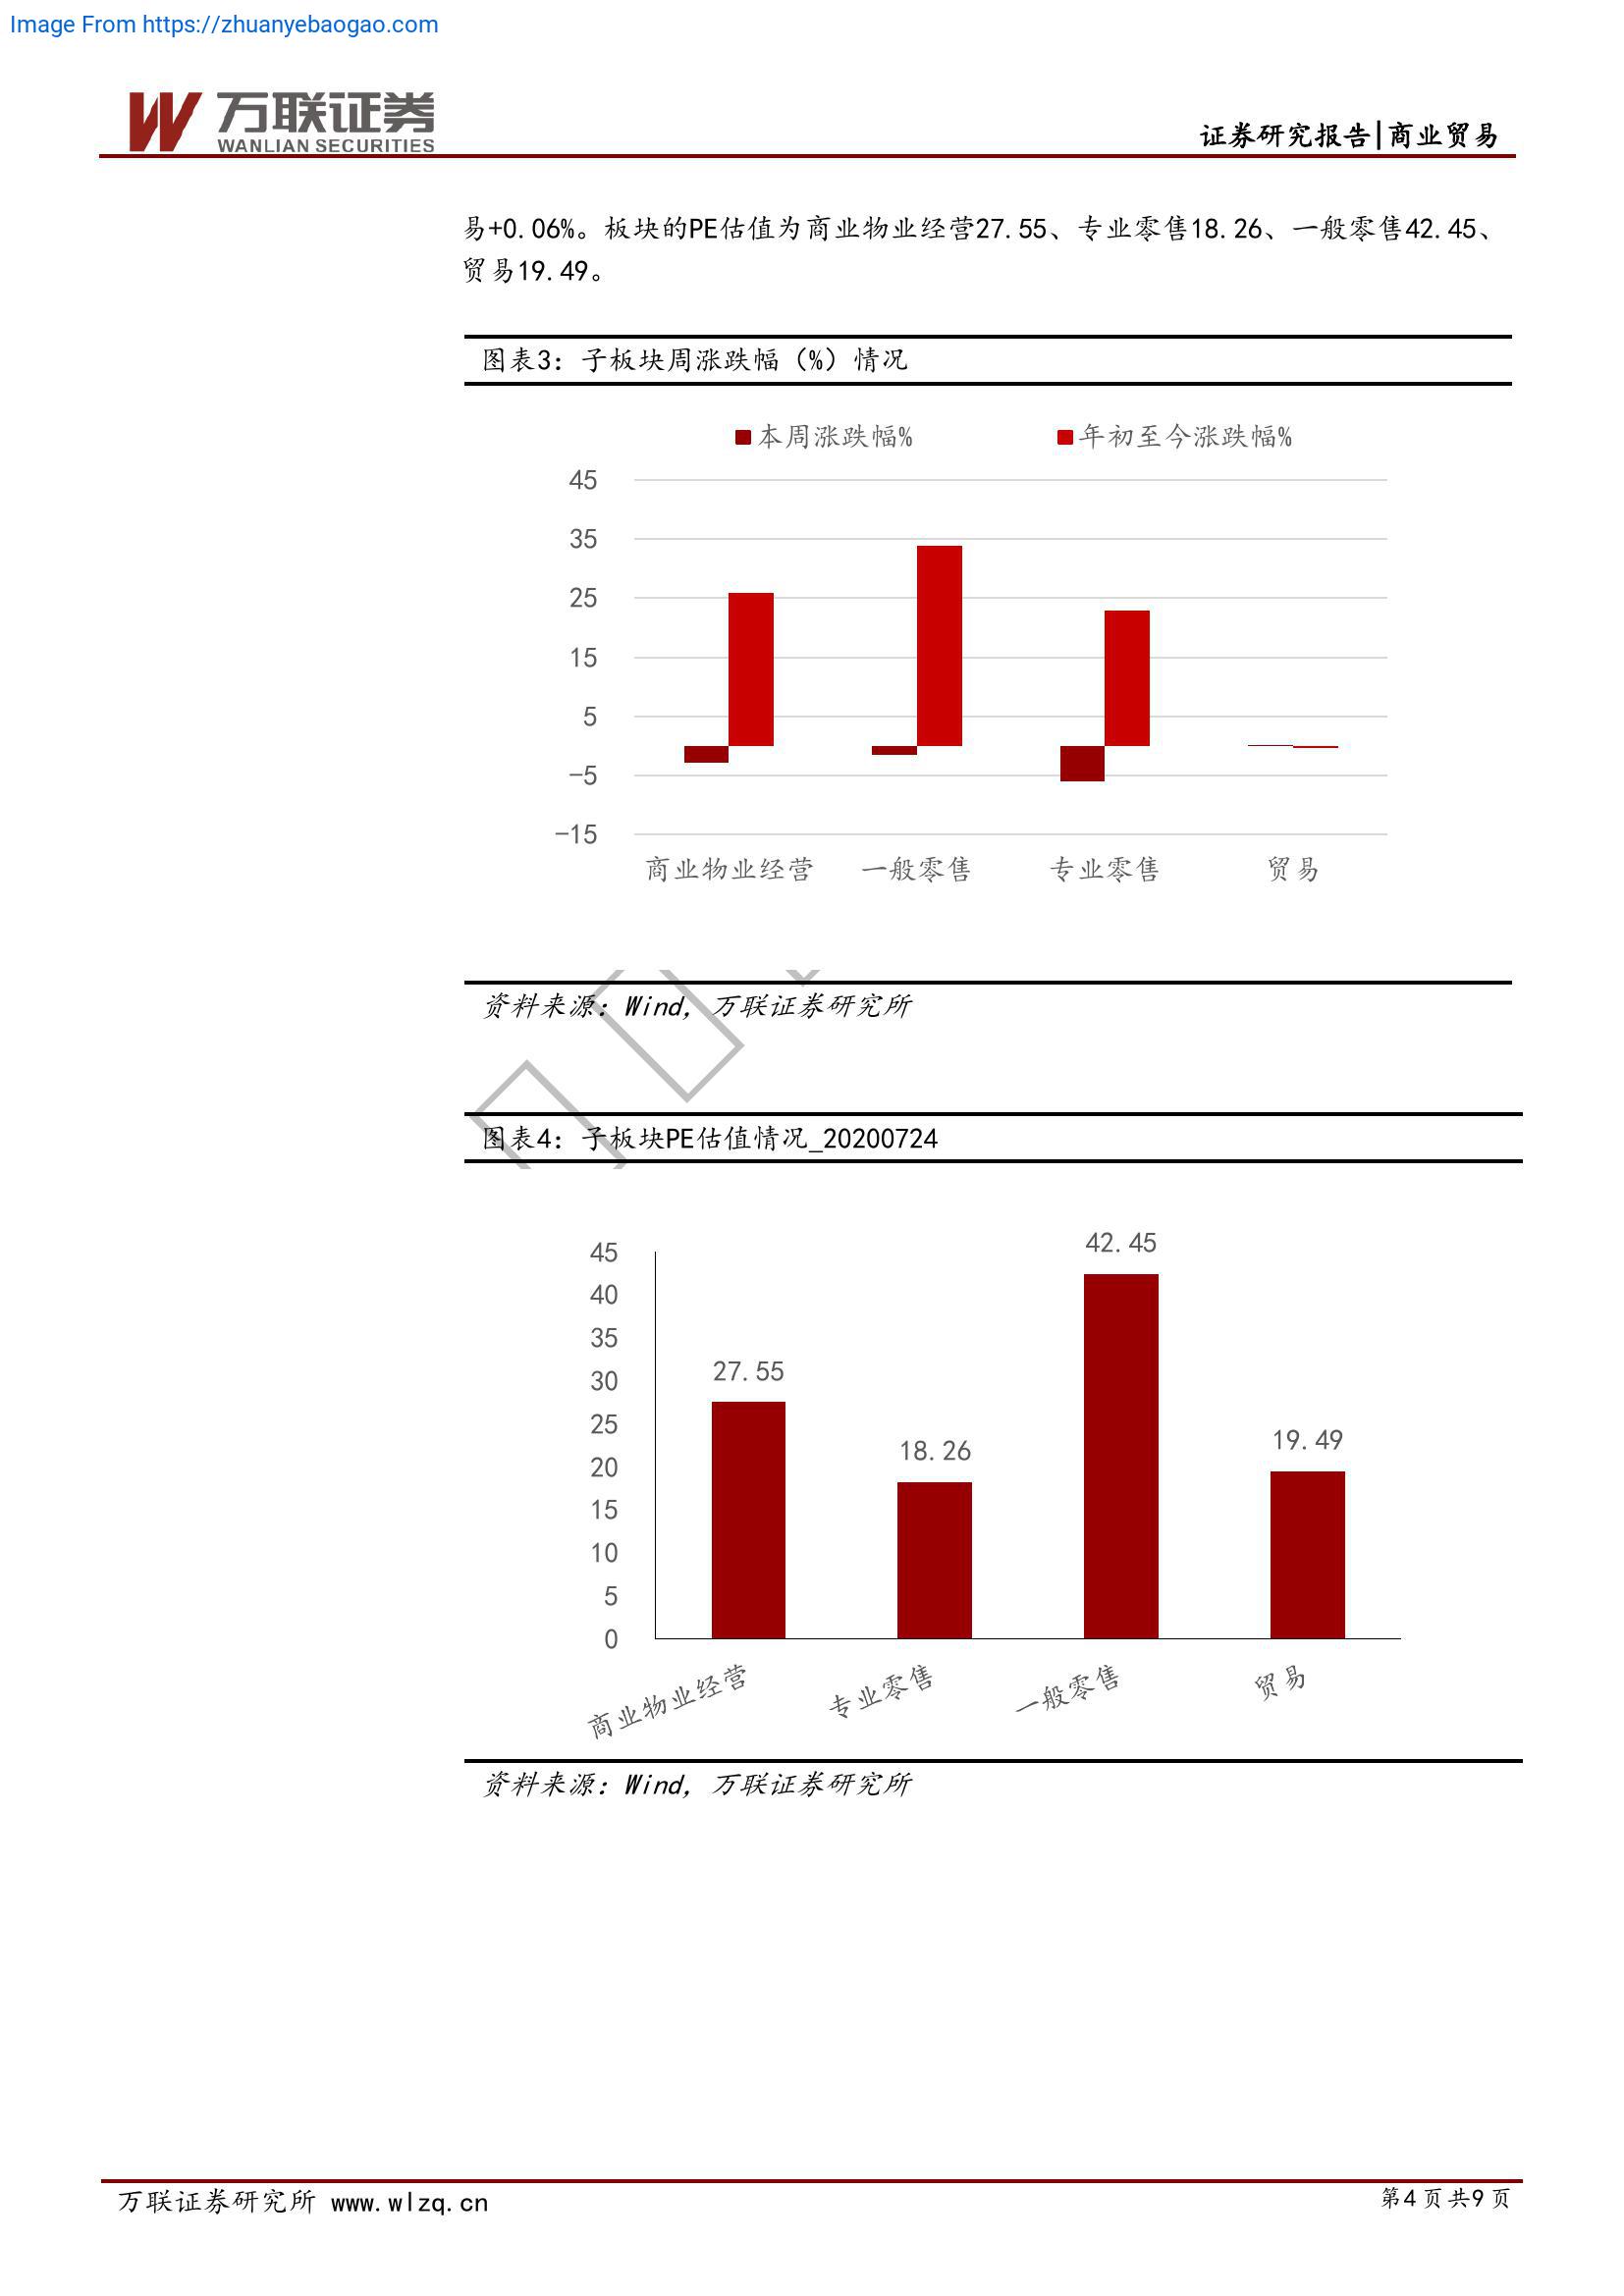 Image From https://zhuanyebaogao.com
万联证券
WANLIAN SECURITIES
证券研究报告|商业贸易
易+0.06%。板块的PE估值为商业物业经营27.55、专业零售18.26、一般零售42.45、
贸易19.49。
图表3：子板块周涨跌幅（%）情况
本周涨跌幅% 年初至今涨跌幅%
45
35
25
15
5
-5
-15
商业物业经营 一般零售 专业零售 贸易
资料来源：Wind，万联证券研究所
图表4：子板块PE估值情况_20200724
45
40
35
30
25
20
15
10
5
0
27.55
18.26
42.45
19.49
商业物业经营 专业零售 一般零售 贸易
资料来源：Wind，万联证券研究所
万联证券研究所 www.wlzq.cn
第4页共9页